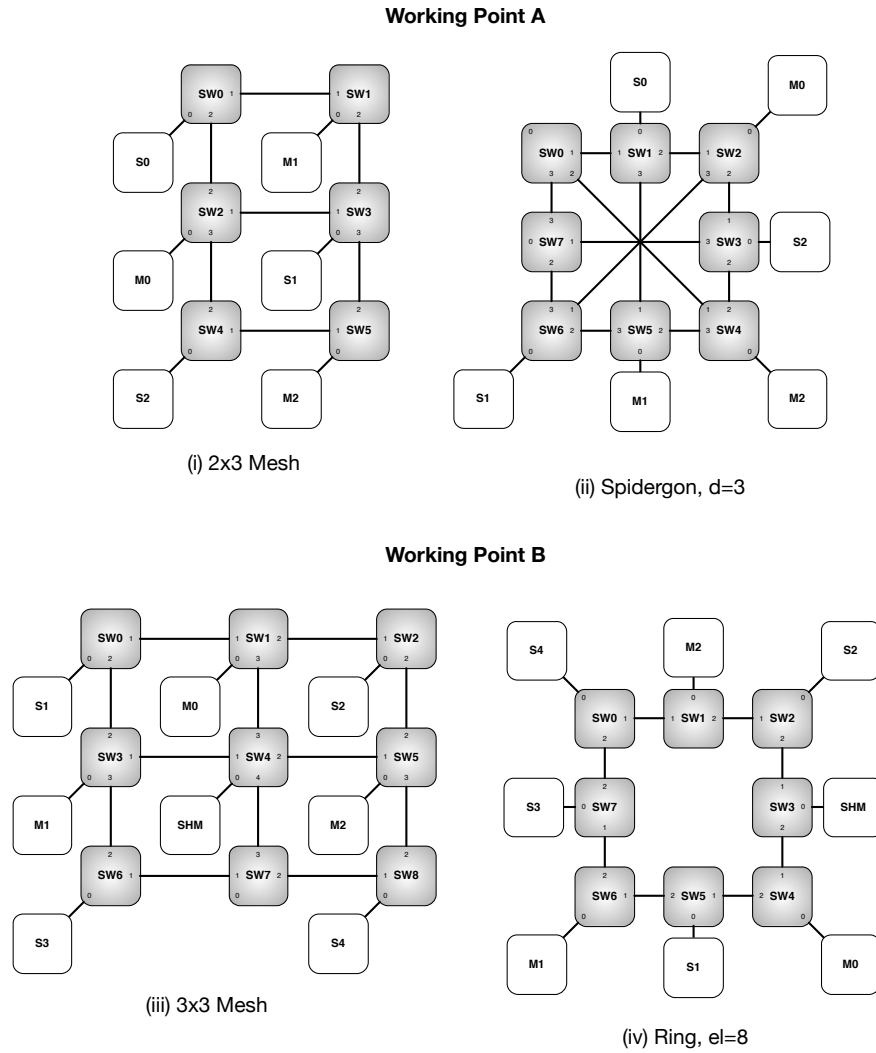 Working Point A
SW0 1 1 SW1
0 2 0 2
S0 M1
2 2
SW2 1 1 SW3
0 3 0 3
M0 S1
2 2
SW4 1 1 SW5
0 0
S2 M2
(i) 2x3 Mesh
S0 M0
0 0 0
SW0 1 1 SW1 2 1 SW2
3 2 3 3 2
3 1
0 SW7 1 3 SW3 0 S2
2 2
3 1 1 1 2
SW6 2 3 SW5 2 3 SW4
0 0 0
S1 M1 M2
(ii) Spidergon, d=3
Working Point B
SW0 1 1 SW1 2 1 SW2
0 2 0 3 0 2
S1 M0 S2
2 3 2
SW3 1 1 SW4 2 1 SW5
0 3 0 4 0 3
M1 SHM M2
2 3 2
SW6 1 1 SW7 2 1 SW8
0 0 0
S3 S4
(iii) 3x3 Mesh
S4 M2 S2
0 0 0
SW0 1 1 SW1 2 1 SW2
2 2
2 1
S3 0 SW7 SW3 0 SHM
1 2
2 1
SW6 1 2 SW5 1 2 SW4
0 0 0
M1 S1 M0
(iv) Ring, el=8